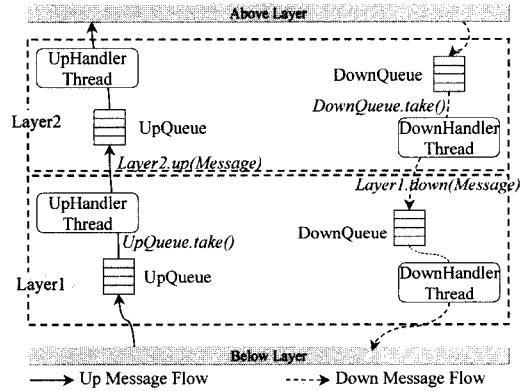 Above Layer
UpHandler
Thread
DownQueue
DownQueue.take()
Layer2
UpQueue
DownHandler
Thread
Layer2.up(Message)
Layer1.down(Message)
UpHandler
Thread
DownQueue
UpQueue.take()
Layer1
UpQueue
DownHandler
Thread
Below Layer
Up Message Flow
Down Message Flow